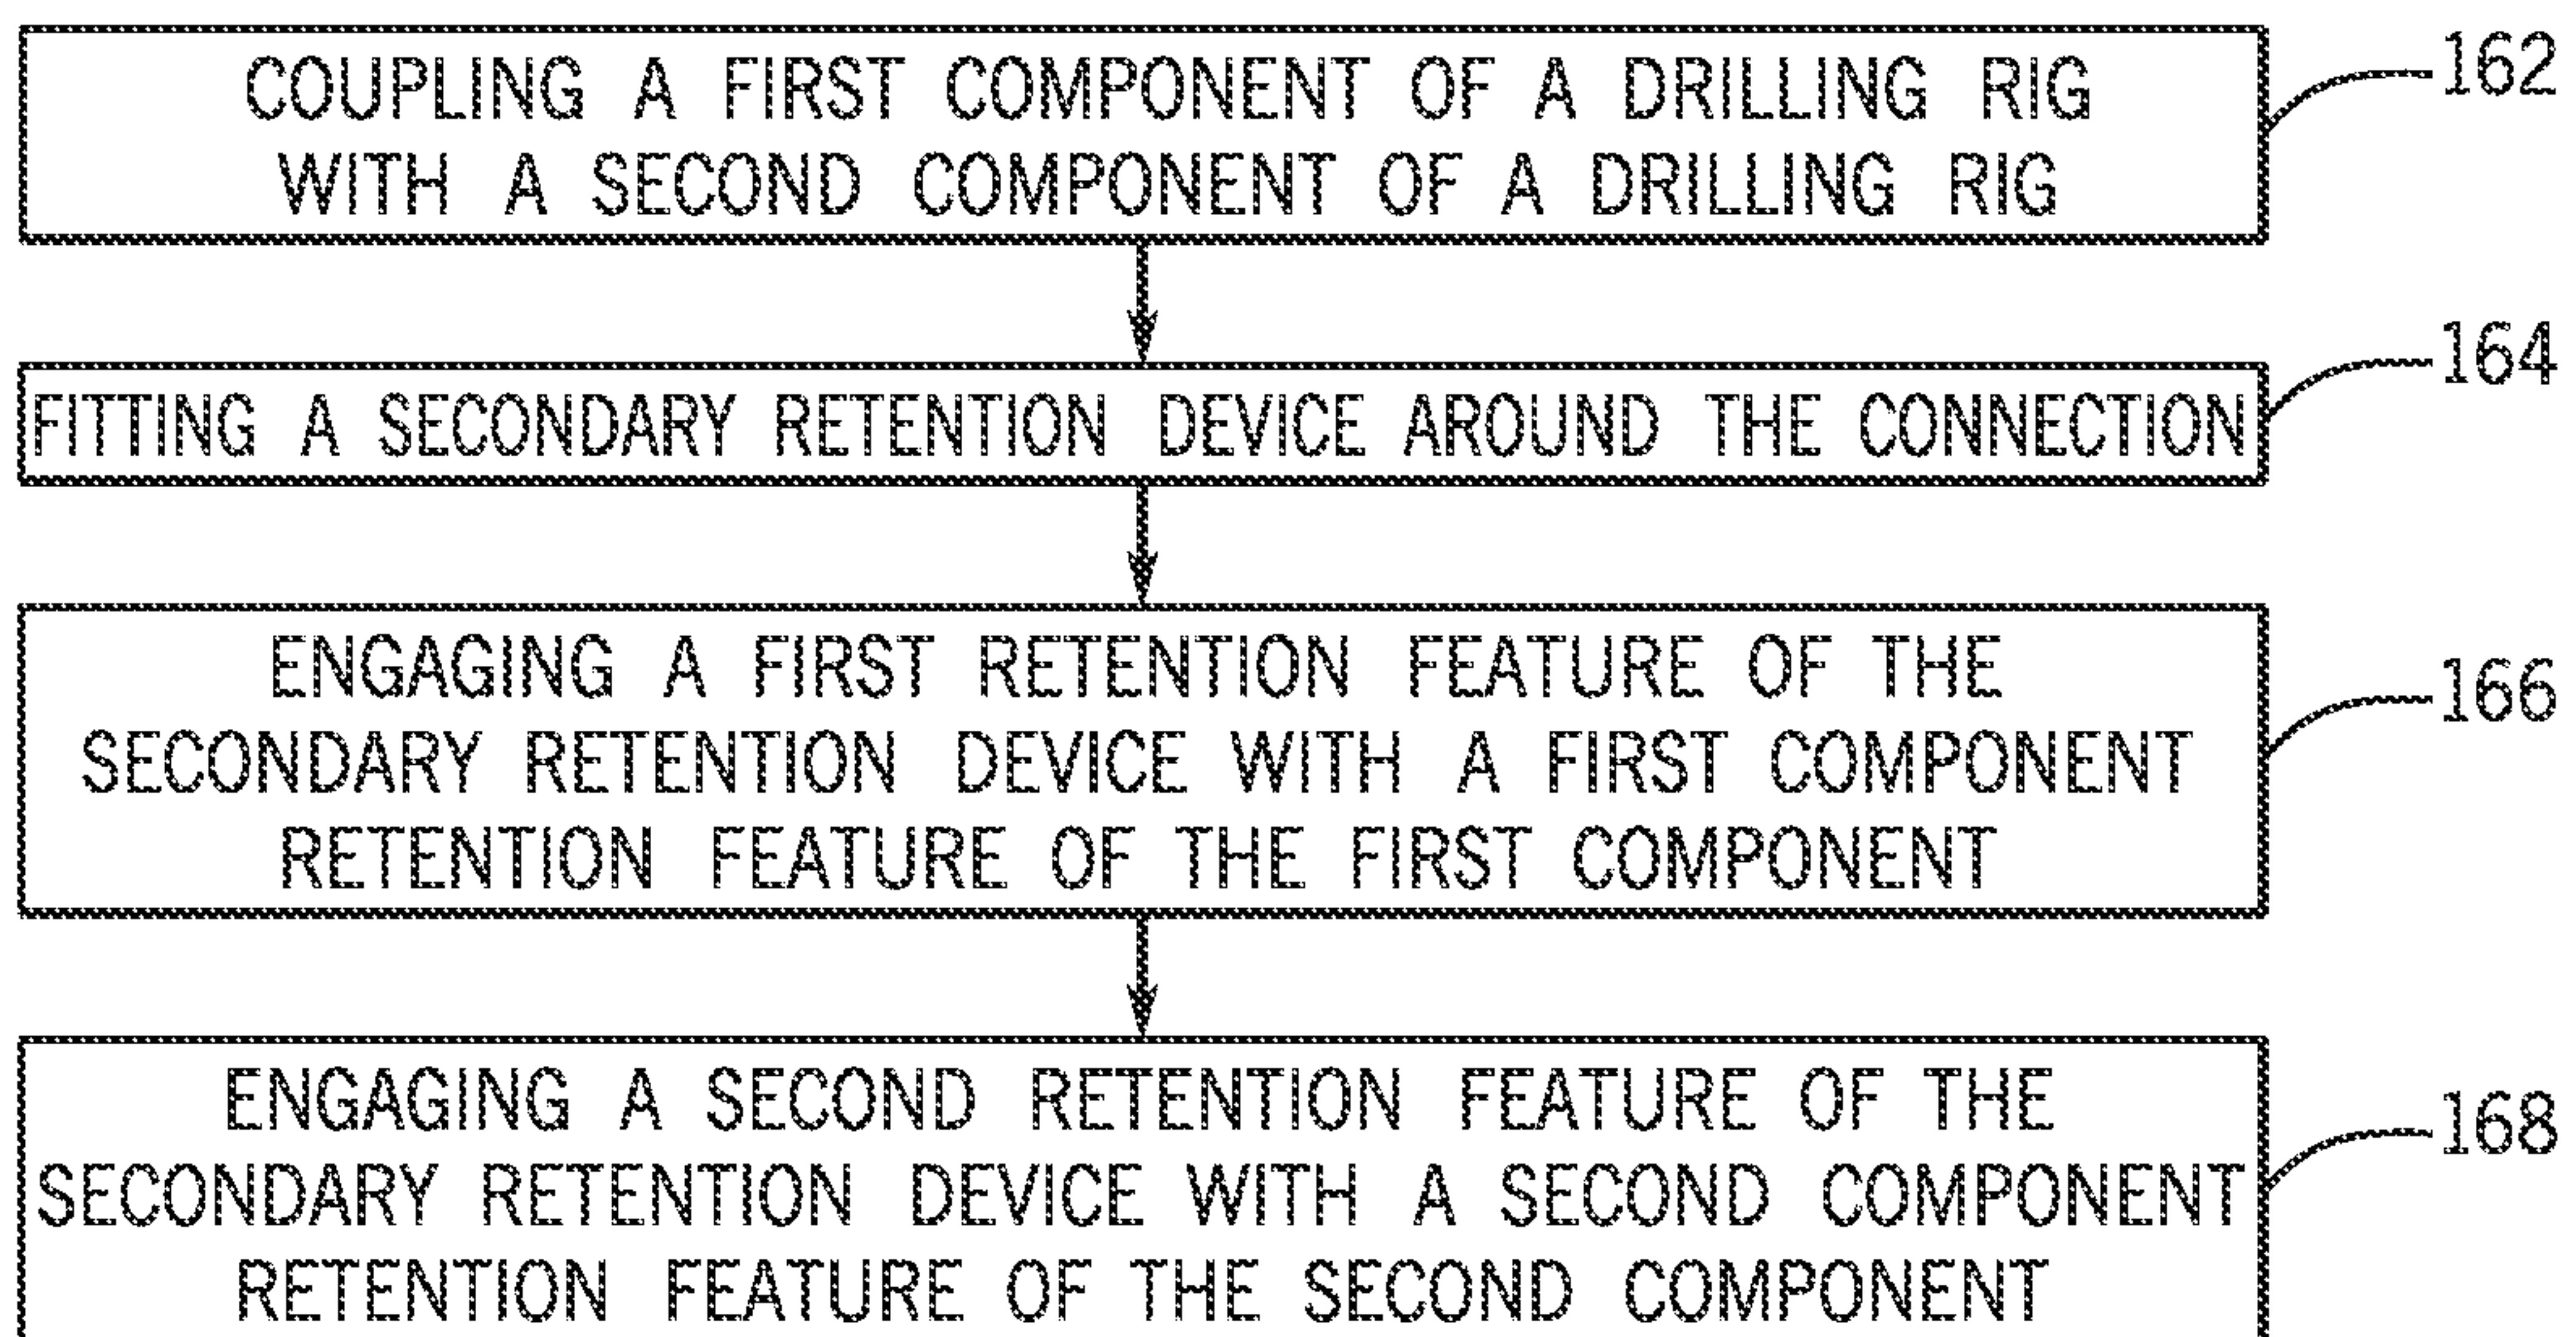 COUPLING A FIRST COMPONENT OF A DRILLING RIG
WITH A SECOND COMPONENT OF A DRILLING RIG
162
FITTING A SECONDARY RETENTION DEVICE AROUND THE CONNECTION
164
ENGAGING A FIRST RETENTION FEATURE OF THE
SECONDARY RETENTION DEVICE WITH A FIRST COMPONENT
RETENTION FEATURE OF THE FIRST COMPONENT
166
ENGAGING A SECOND RETENTION FEATURE OF THE
SECONDARY RETENTION DEVICE WITH A SECOND COMPONENT
RETENTION FEATURE OF THE SECOND COMPONENT
168